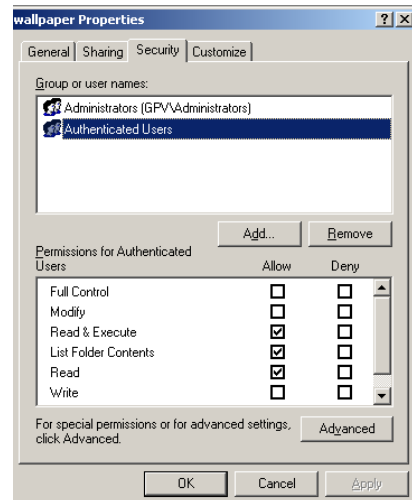 wallpaper Properties
General Sharing Security Customize
Group or user names:
Administrators (GPV\Administrators)
Authenticated Users
Add... Remove
Permissions for Authenticated
Users Allow Deny
Full Control
Modify
Read & Execute
List Folder Contents
Read
Write
For special permissions or for advanced settings,
click Advanced.
Advanced
OK Cancel Apply